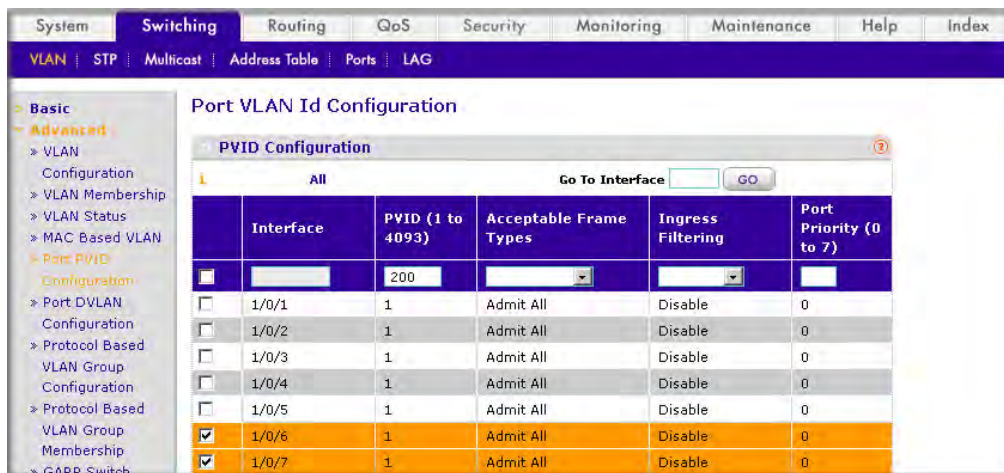 System Switching Routing QoS Security Monitoring Maintenance Help Index
VLAN STP Multicast Address Table Ports LAG
Basic
Advanced
» VLAN
Configuration
» VLAN Membership
» VLAN Status
» MAC Based VLAN
» Port PVID
Configuration
» Port DVLAN
Configuration
» Protocol Based
VLAN Group
Configuration
» Protocol Based
VLAN Group
Membership
» GARP Switch
Port VLAN Id Configuration
PVID Configuration
1 All Go To Interface GO
Interface PVID (1 to 4093) Acceptable Frame Types Ingress Filtering Port Priority (0 to 7)
200
1/0/1 1 Admit All Disable 0
1/0/2 1 Admit All Disable 0
1/0/3 1 Admit All Disable 0
1/0/4 1 Admit All Disable 0
1/0/5 1 Admit All Disable 0
1/0/6 1 Admit All Disable 0
1/0/7 1 Admit All Disable 0